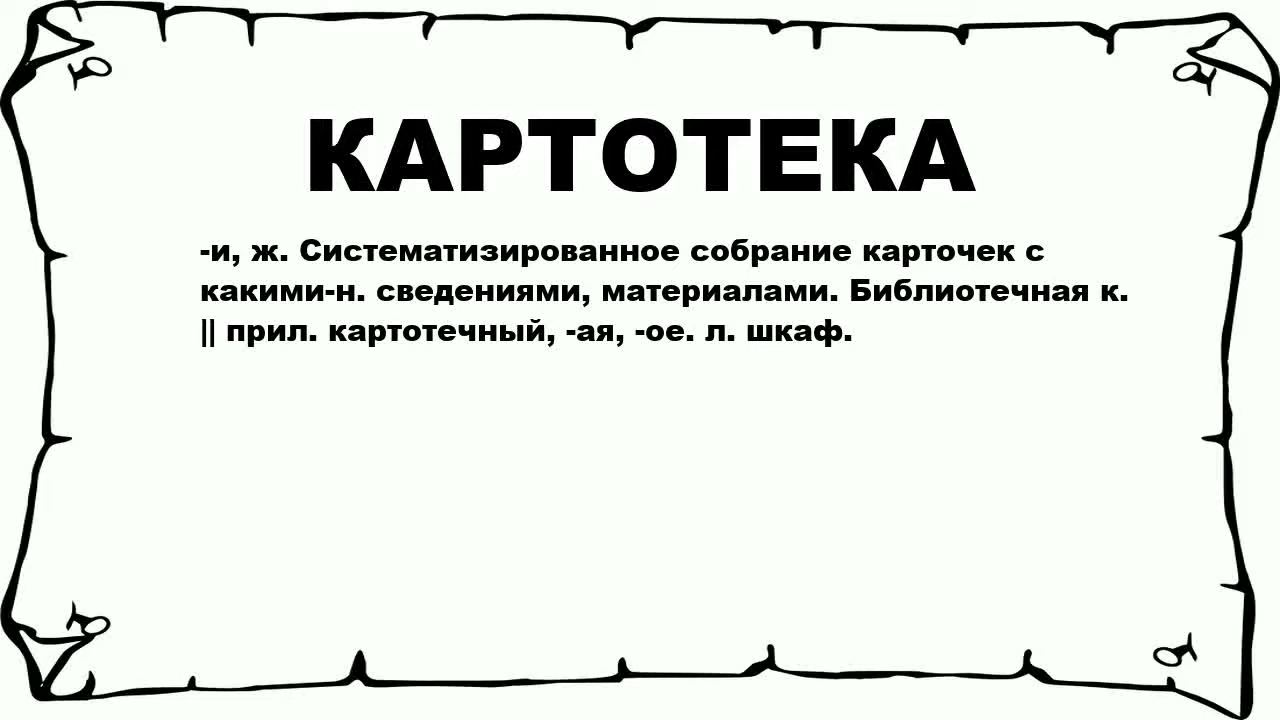 КАРТОТЕКА
-и, ж. Систематизированное собрание карточек с
какими-н. сведениями, материалами. Библиотечная к.
|| прил. картотечный, -ая, -ое. л. шкаф.